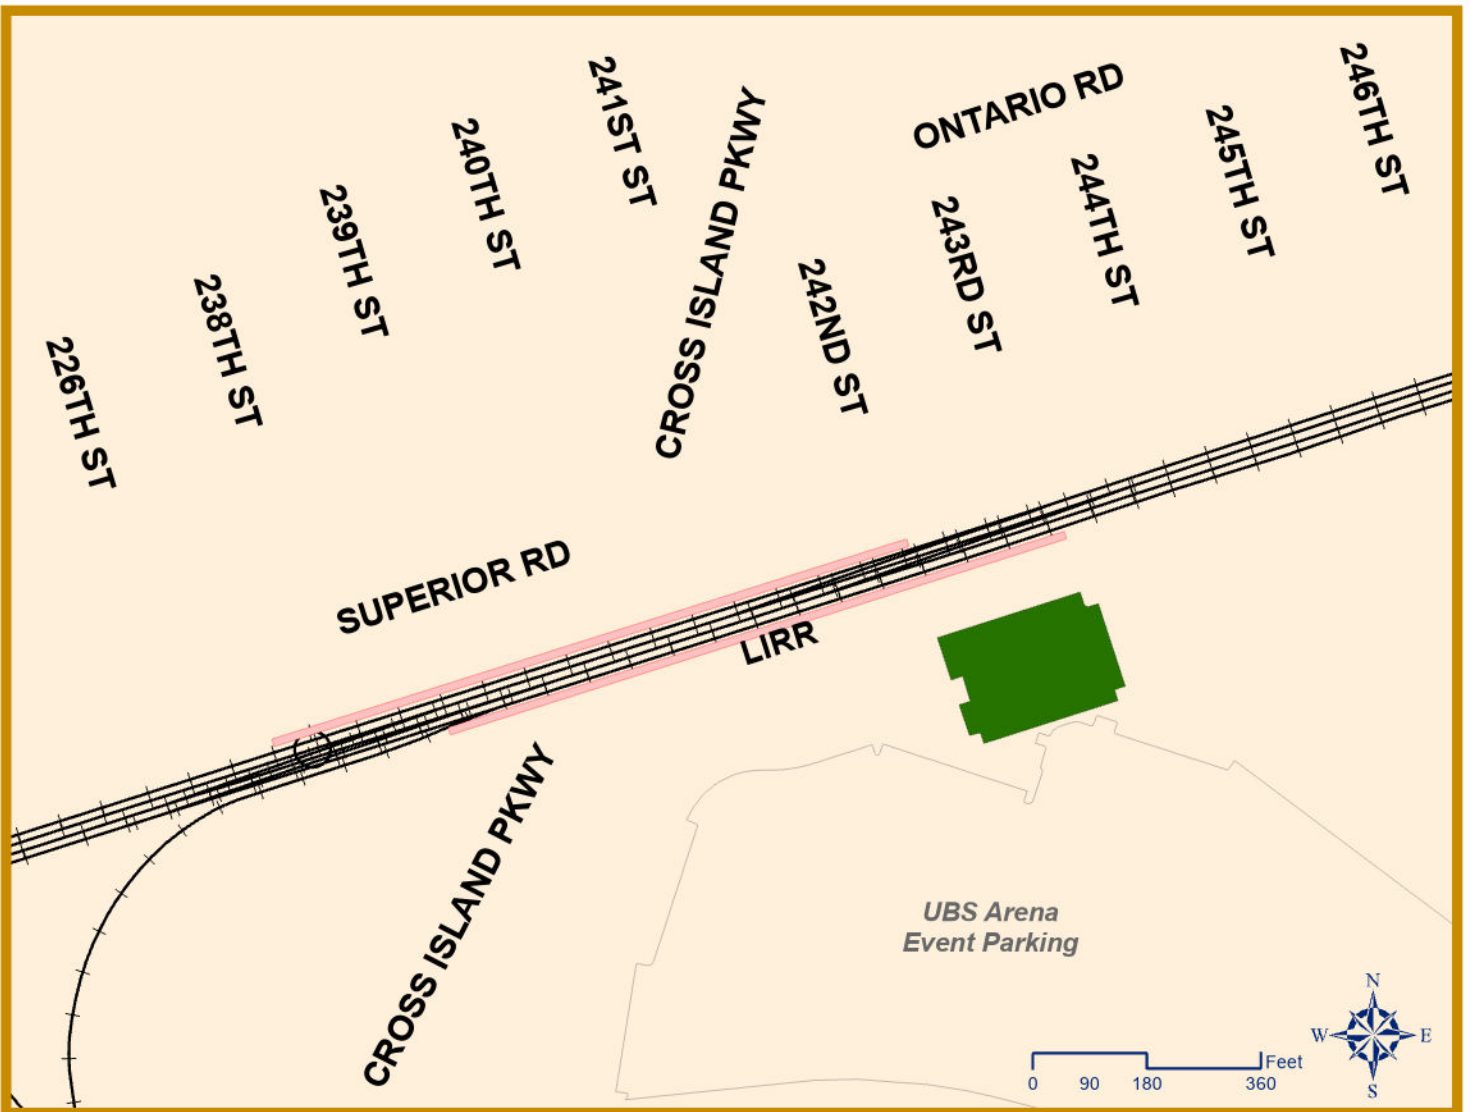 246TH ST
241ST ST
ONTARIO RD
CROSS ISLAND PKWY
245TH ST
240TH ST
244TH ST
239TH ST
243RD ST
242ND ST
238TH ST
226TH ST
SUPERIOR RD
LIRR
CROSS ISLAND PKWY
UBS Arena
Event Parking
N
W E
S
Feet
0 90 180 360